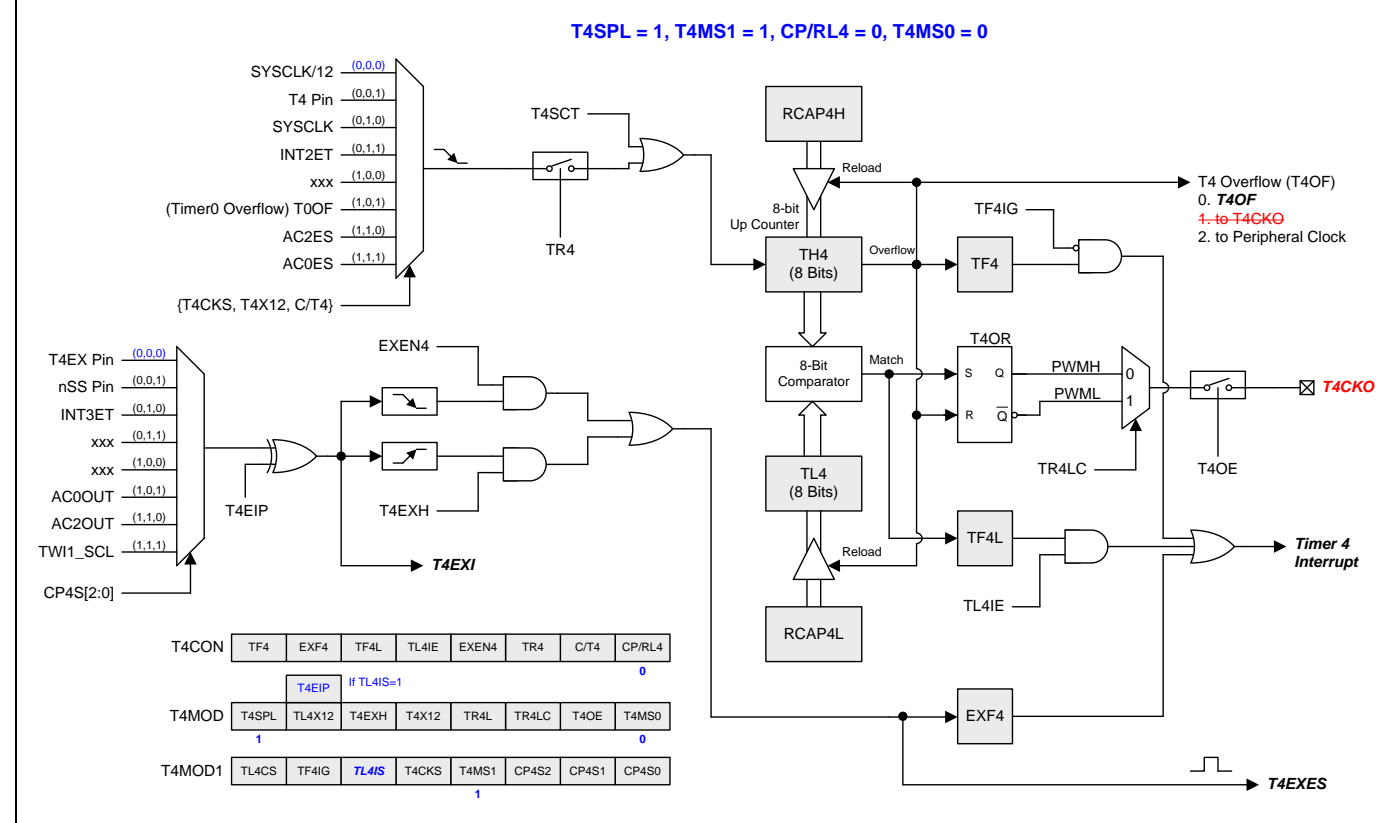 T4SPL = 1, T4MS1 = 1, CP/RL4 = 0, T4MS0 = 0
SYSCLK/12 (0,0,0)
T4 Pin (0,0,1)
SYSCLK (0,1,0)
INT2ET (0,1,1)
xxx (1,0,0)
(Timer0 Overflow) T0OF (1,0,1)
AC2ES (1,1,0)
AC0ES (1,1,1)
{T4CKS, T4X12, C/T4}
T4SCT
TR4
RCAP4H
Reload
8-bit
Up Counter
TH4
(8 Bits)
Overflow
T4 Overflow (T4OF)
0. T4OF
1. to T4CKO
2. to Peripheral Clock
TF4IG
TF4
T4EX Pin (0,0,0)
nSS Pin (0,0,1)
INT3ET (0,1,0)
xxx (0,1,1)
xxx (1,0,0)
AC0OUT (1,0,1)
AC2OUT (1,1,0)
TWI1_SCL (1,1,1)
CP4S[2:0]
T4EIP
EXEN4
T4EXH
T4EXI
8-Bit
Comparator
Match
T4OR
S Q
R Q
PWMH
PWML
0
1
TR4LC
T4OE
T4CKO
TL4
(8 Bits)
Reload
RCAP4L
TF4L
TL4IE
Timer 4
Interrupt
EXF4
T4EXES
T4CON TF4 EXF4 TF4L TL4IE EXEN4 TR4 C/T4 CP/RL4
0
T4EIP If TL4IS=1
T4MOD T4SPL TL4X12 T4EXH T4X12 TR4L TR4LC T4OE T4MS0
1 0
T4MOD1 TL4CS TF4IG TL4IS T4CKS T4MS1 CP4S2 CP4S1 CP4S0
1